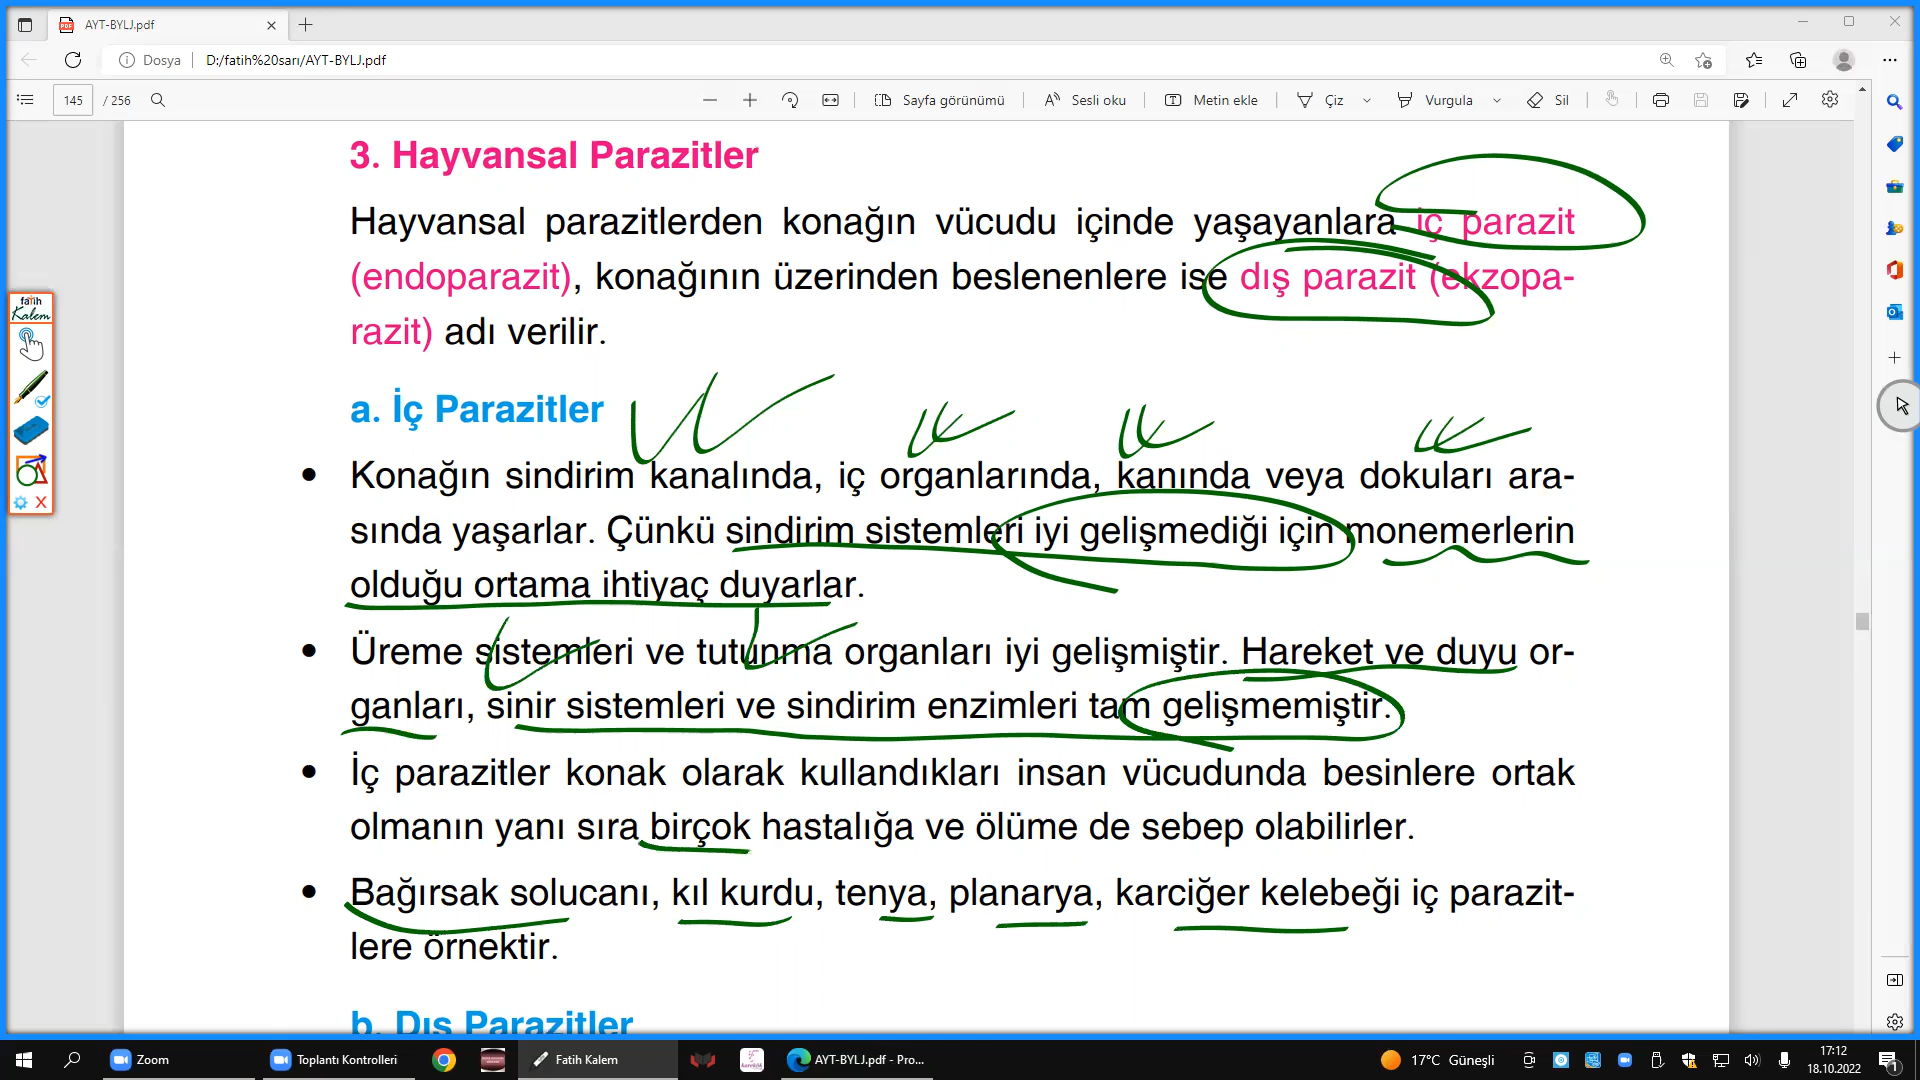 AYT-BYLJ.pdf
Dosya
D:/fatih%20sarı/AYT-BYLJ.pdf
145 / 256
Sayfa görünümü
Sesli oku
Metin ekle
Çiz
Vurgula
Sil
3. Hayvansal Parazitler
Hayvansal parazitlerden konağın vücudu içinde yaşayanlara iç parazit
(endoparazit), konağının üzerinden beslenenlere ise dış parazit (ekzopa-
razit) adı verilir.
fatih
Kalem
a. İç Parazitler
• Konağın sindirim kanalında, iç organlarında, kanında veya dokuları ara-
sında yaşarlar. Çünkü sindirim sistemleri iyi gelişmediği için monemerlerin
olduğu ortama ihtiyaç duyarlar.
• Üreme sistemleri ve tutunma organları iyi gelişmiştir. Hareket ve duyu or-
ganları, sinir sistemleri ve sindirim enzimleri tam gelişmemiştir.
• İç parazitler konak olarak kullandıkları insan vücudunda besinlere ortak
olmanın yanı sıra birçok hastalığa ve ölüme de sebep olabilirler.
• Bağırsak solucanı, kıl kurdu, tenya, planarya, karciğer kelebeği iç parazit-
lere örnektir.
b. Dış Parazitler
Zoom
Toplantı Kontrolleri
Fatih Kalem
AYT-BYLJ.pdf - Pro...
17°C Güneşli
17:12
18.10.2022
1